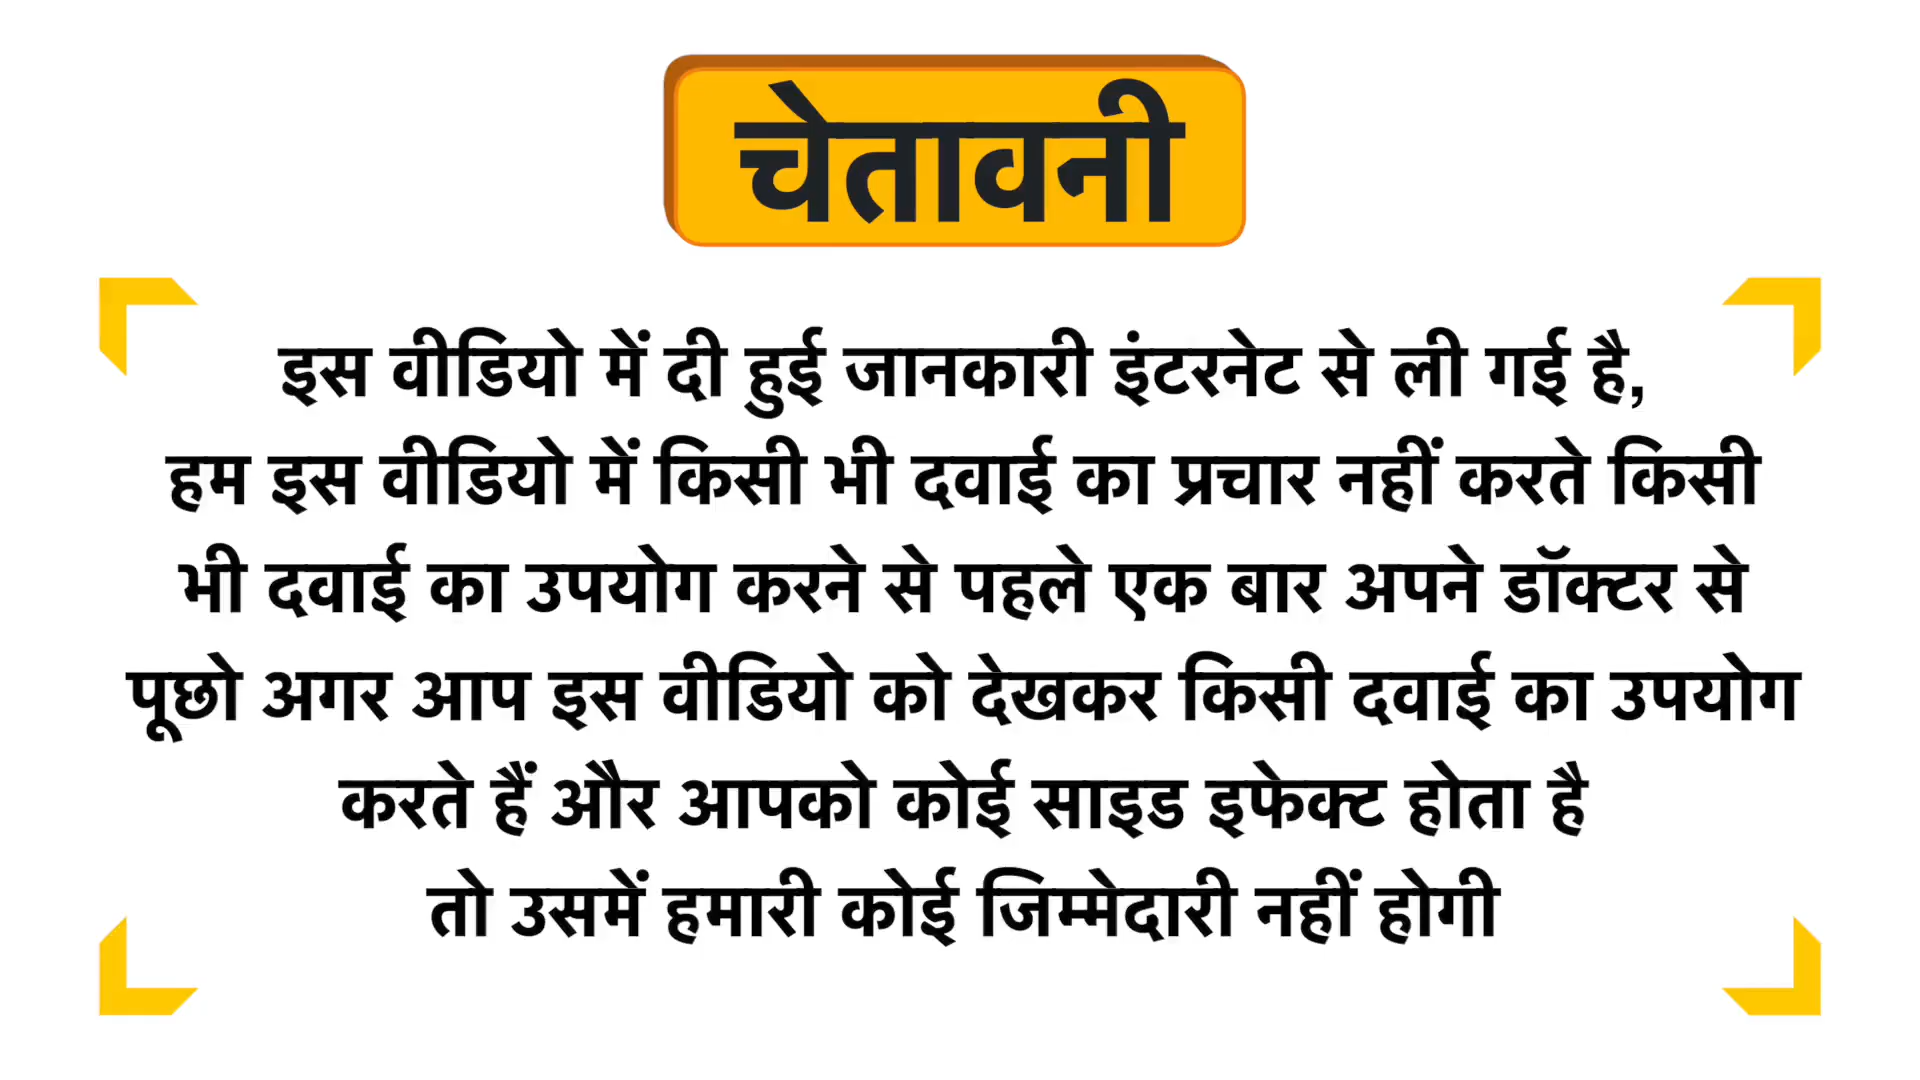 चेतावनी
इस वीडियो में दी हुई जानकारी इंटरनेट से ली गई है,
हम इस वीडियो में किसी भी दवाई का प्रचार नहीं करते किसी
भी दवाई का उपयोग करने से पहले एक बार अपने डॉक्टर से
पूछो अगर आप इस वीडियो को देखकर किसी दवाई का उपयोग
करते हैं और आपको कोई साइड इफेक्ट होता है
तो उसमें हमारी कोई जिम्मेदारी नहीं होगी